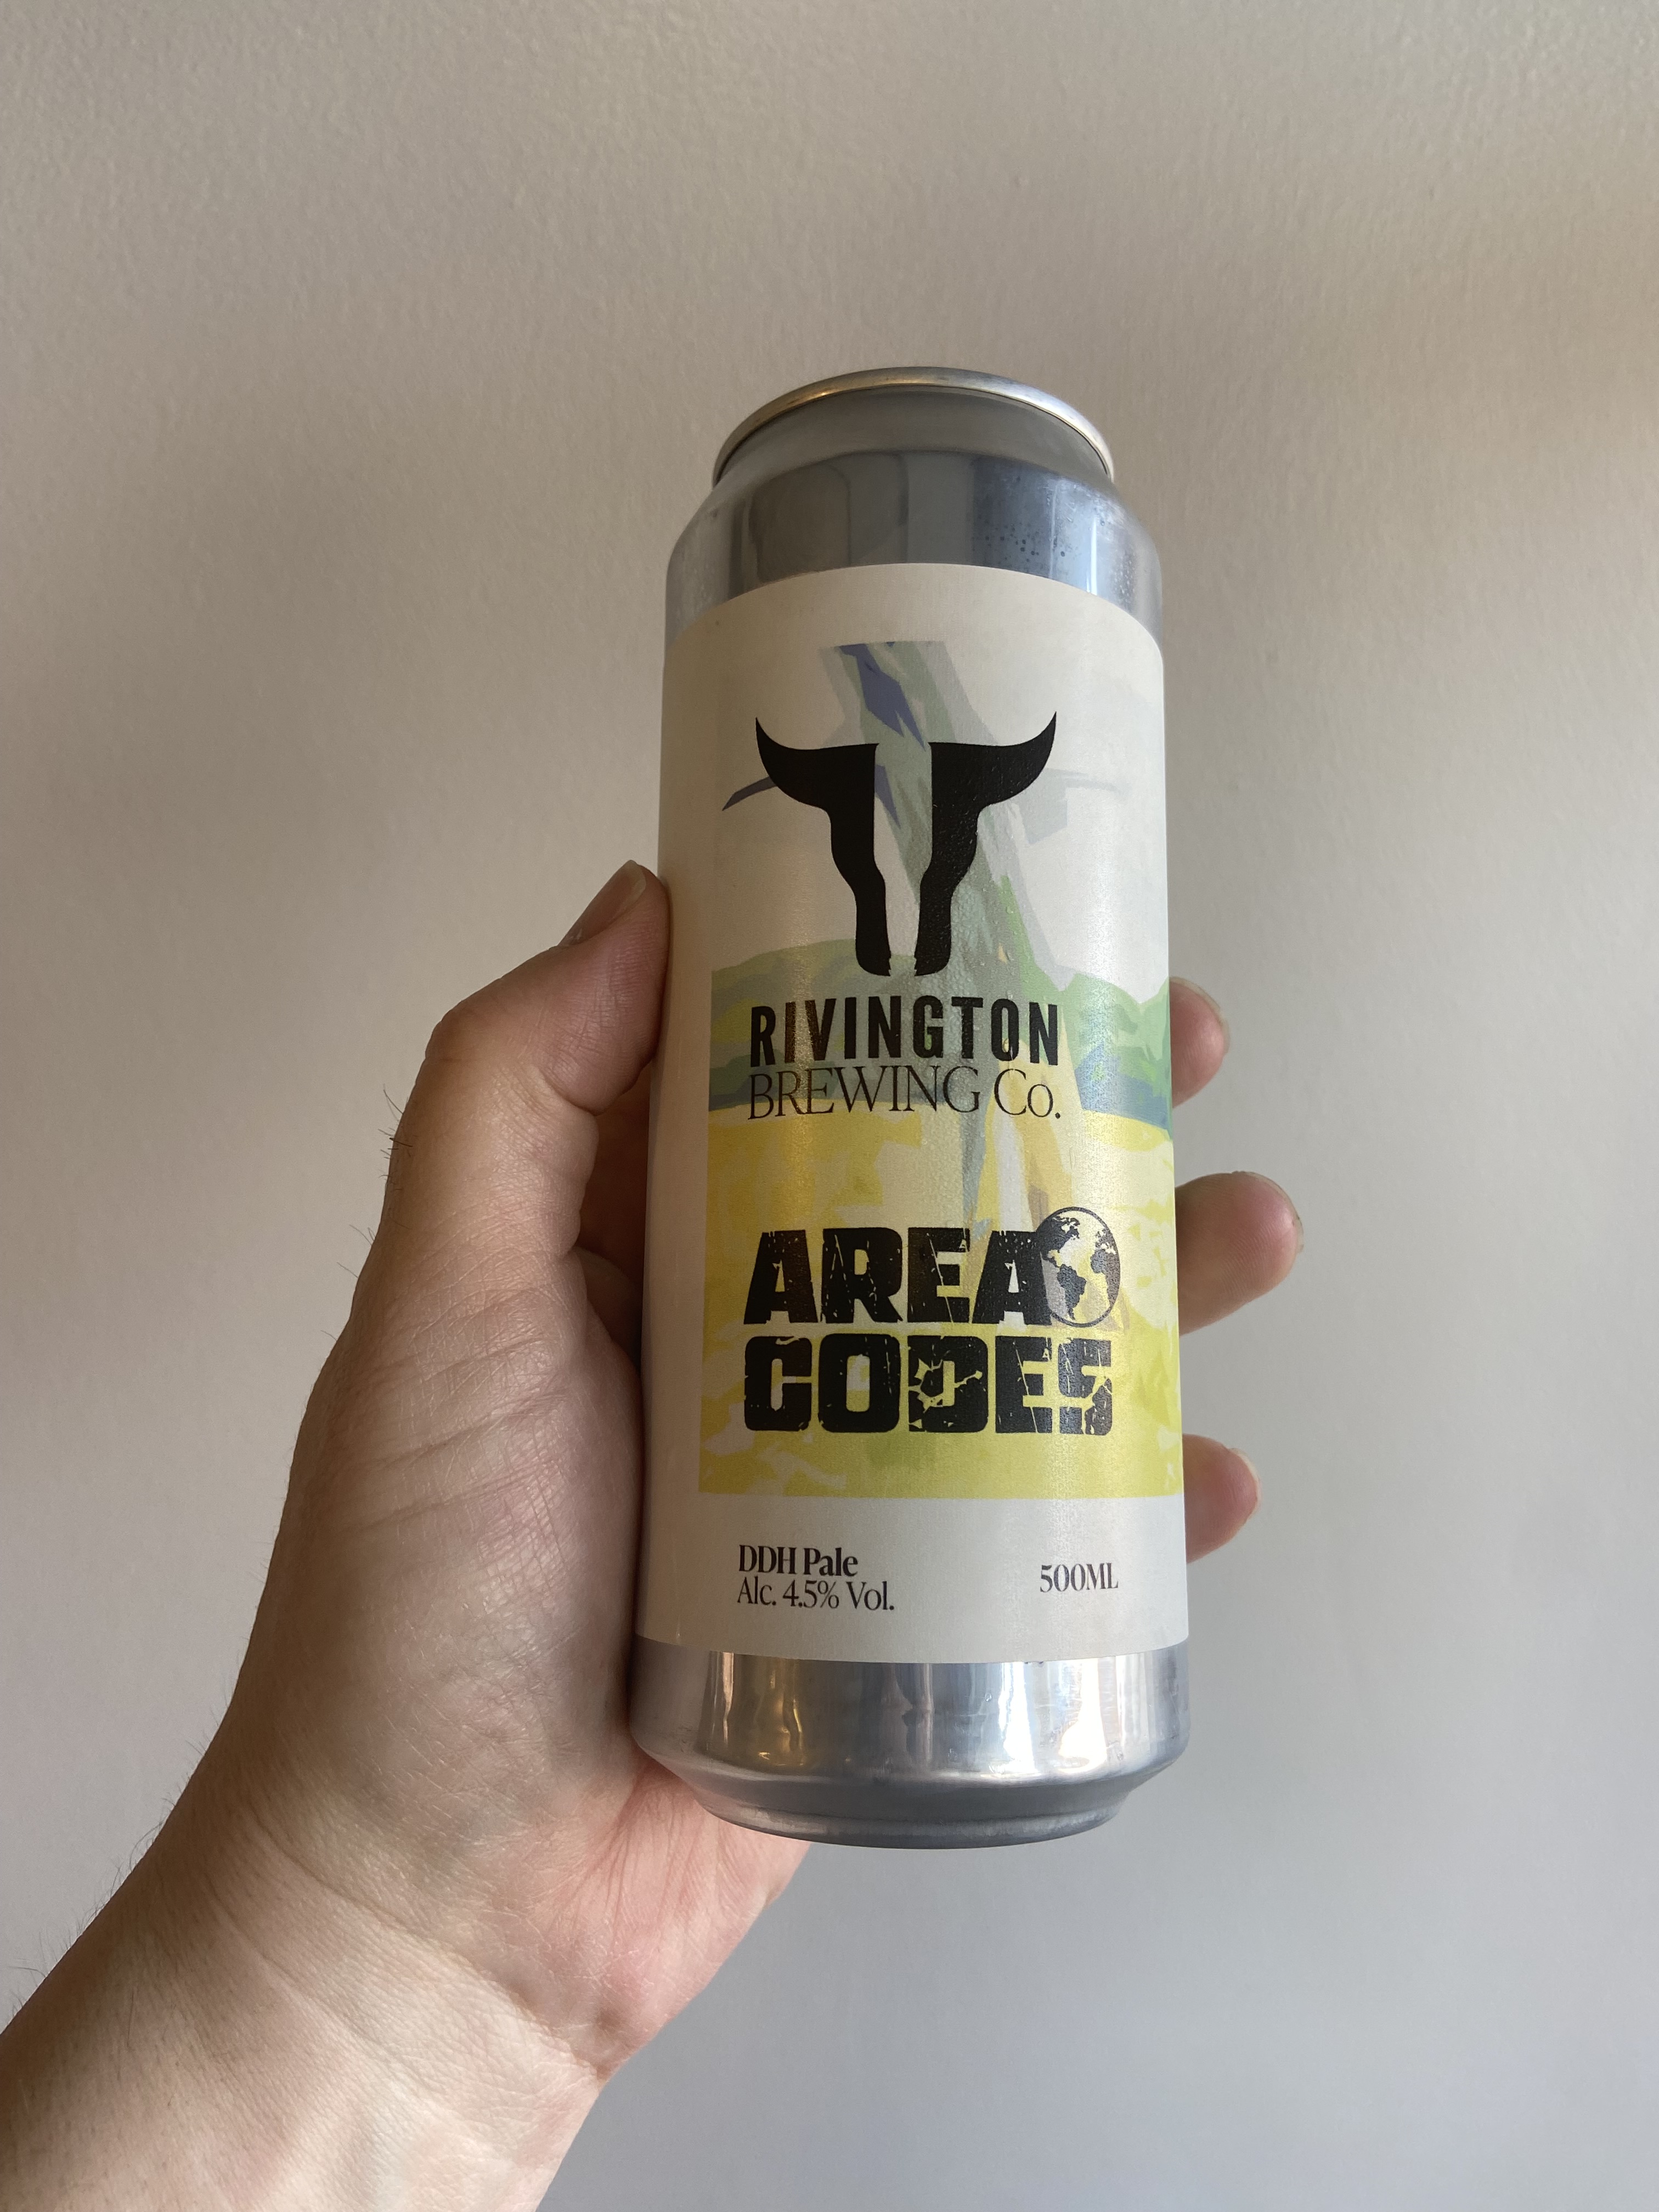 RIVINGTON
BREWING Co.
AREA
CODES
DDH Pale
Alc. 4.5% Vol.
500ML